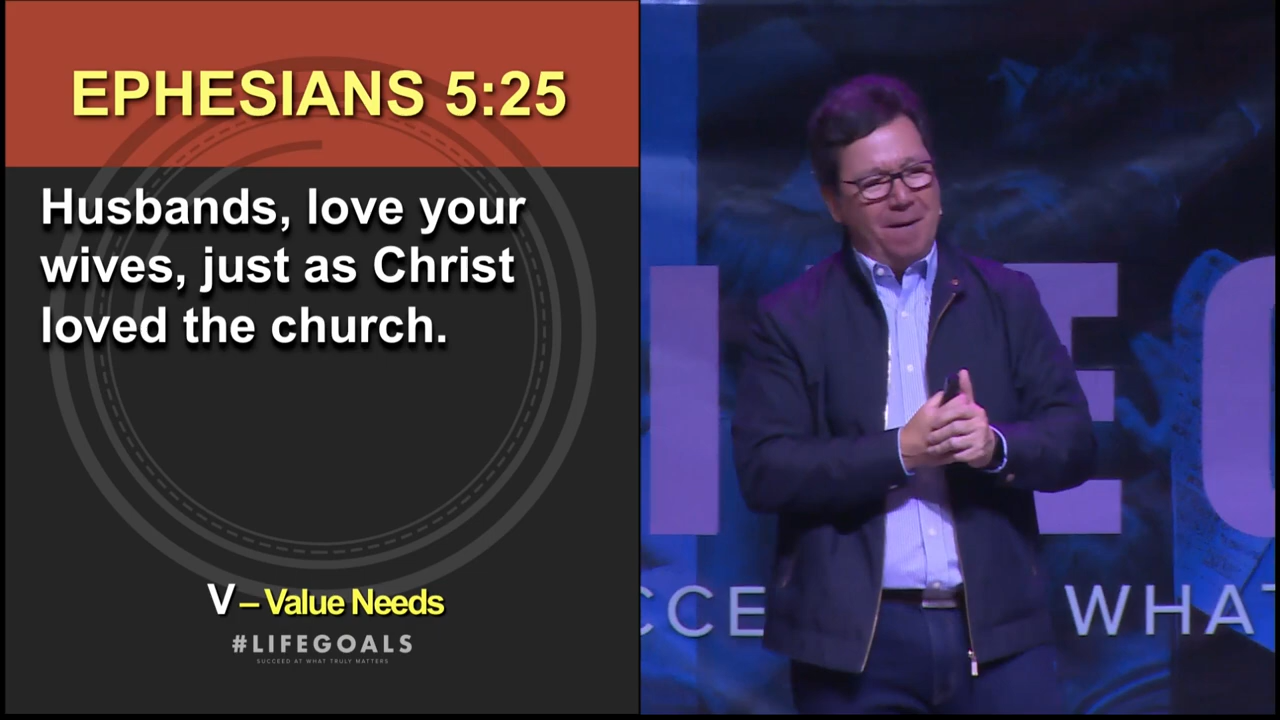 EPHESIANS 5:25
Husbands, love your
wives, just as Christ
loved the church.
V – Value Needs
#LIFEGOALS
SUCCEED AT WHAT TRULY MATTERS
I E G
CCE WHAT